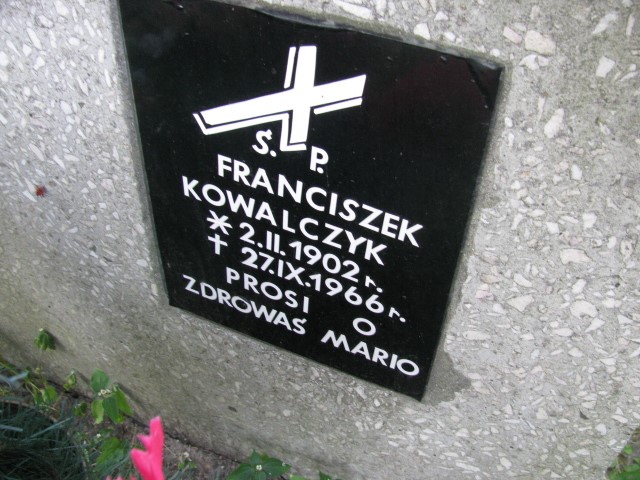 Ś. P.
FRANCISZEK
KOWALCZYK
* 2.II.1902 r.
† 27.IX.1966 r.
PROSI O
ZDROWAŚ MARIO